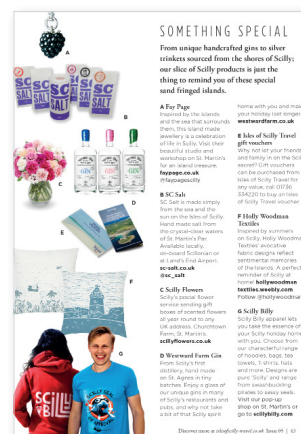 SOMETHING SPECIAL
From unique handcrafted gins to silver
trinkets sourced from the shores of Scilly;
our slice of Scilly products is just the
thing to remind you of these special
sand fringed islands.
A Fay Page
Inspired by the islands
and the sea that surrounds
them, this island made
jewellery is a celebration
of life in Scilly. Visit their
beautiful studio and
workshop on St. Martin's
for an island treasure.
faypage.co.uk
@faypagescilly
B SC Salt
SC Salt is made simply
from the sea and the
sun on the Isles of Scilly.
Hand made salt from
the crystal-clear waters
of St. Martin's
Available locally,
on-board Scillonian or
at Land's End Airport.
sc-salt.co.uk
@sc_salt
C Scilly Flowers
Scilly's postal flower
service sending gift
boxes of scented flowers
all year round to any
UK address. Churchtown
Farm, St. Martin's.
scillyflowers.co.uk
D Westward Farm Gin
From Scilly's first
distillery, hand made
on St. Agnes in tiny
batches. Enjoy a glass of
our unique gins in many
of Scilly's restaurants and
pubs, and why not take
a bit of that Scilly spirit
home with you and make
your holiday last longer.
westwardfarm.co.uk
E Isles of Scilly Travel
gift vouchers
Why not let your friends
and family in on the Scilly
secret? Gift vouchers
can be purchased from
Isles of Scilly Travel for
any value, call 01736
334220 to buy an Isles
of Scilly Travel voucher
F Holly Woodman
Textiles
Inspired by summers
on Scilly, Holly Woodman
Textiles' evocative
fabric designs reflect
sentimental memories
of the Islands. A perfect
reminder of Scilly at
home! hollywoodman
textiles.weebly.com
Follow @hollywoodman
G Scilly Billy
Scilly Billy apparel lets
you take the essence of
your Scilly holiday home
with you. Choose from
our characterful range
of hoodies, bags, tea
towels, T-shirts, hats
and more. Designs are
pure 'Scilly' and range
from swashbuckling
pirates to sassy seals.
Visit our pop-up
shop on St. Martin's or
go to scillybilly.com
A
SC
SALT
B
GIN
C
D
E
F
G
SCILLY
BILLY
63